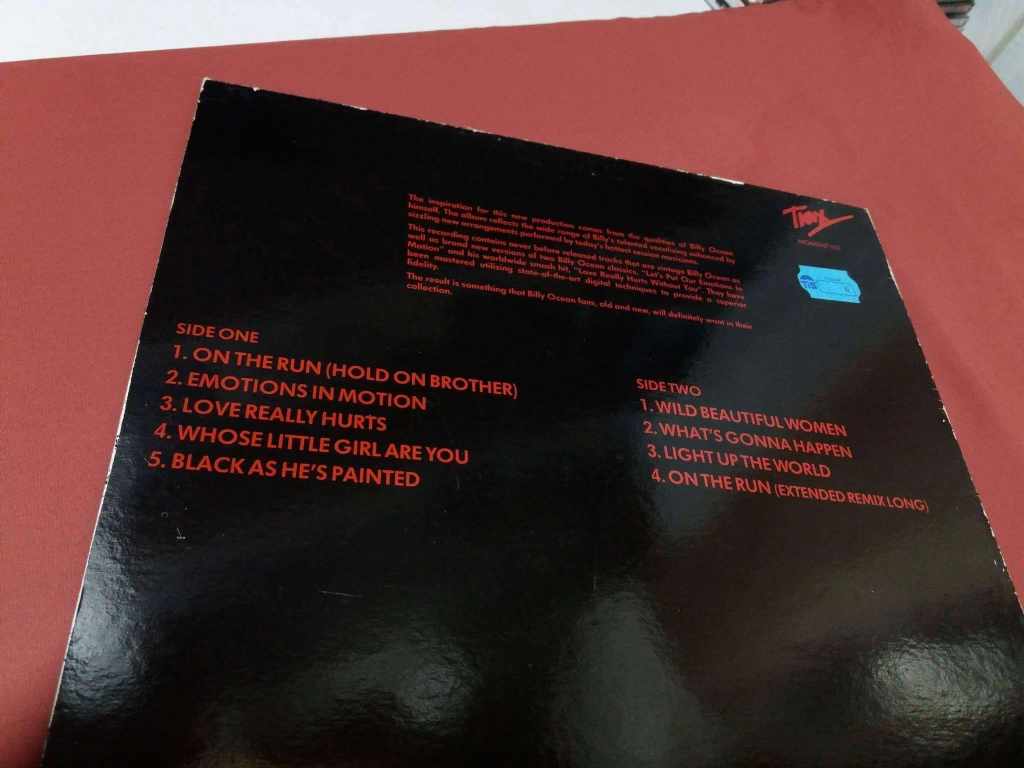 The inspiration for this new production comes from the qualities of Billy Ocean
himself. The album reflects the wide range of Billy's talented vocalizing enhanced by
sizzling new arrangements performed by today's hottest session musicians.
This recording contains never before released tracks that are vintage Billy Ocean as
well as brand new versions of two Billy Ocean classics, "Let's Put Our Emotions In
Motion" and his worldwide smash hit, "Love Really Hurts Without You". They have
been mastered utilizing state-of-the-art digital techniques to provide a superior
fidelity.
The result is something that Billy Ocean fans, old and new, will definitely want in their
collection.
SIDE ONE
1. ON THE RUN (HOLD ON BROTHER)
2. EMOTIONS IN MOTION
3. LOVE REALLY HURTS
4. WHOSE LITTLE GIRL ARE YOU
5. BLACK AS HE'S PAINTED
SIDE TWO
1. WILD BEAUTIFUL WOMEN
2. WHAT'S GONNA HAPPEN
3. LIGHT UP THE WORLD
4. ON THE RUN (EXTENDED REMIX LONG)